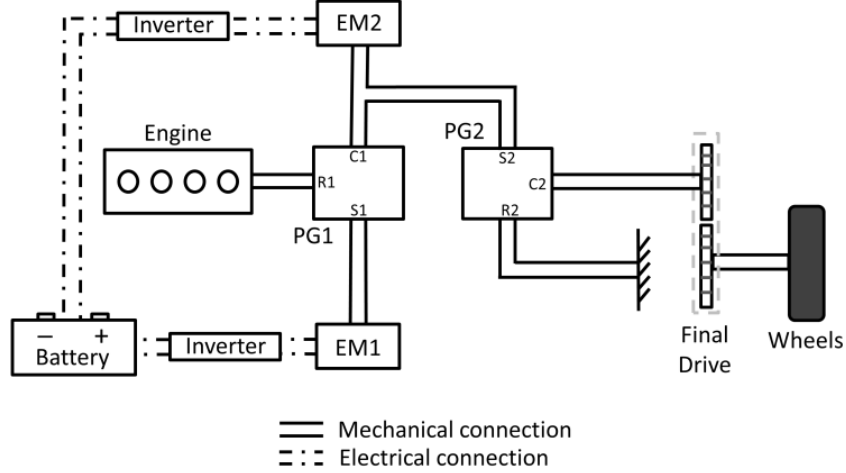 Inverter
EM2
Engine
PG2
C1
S2
R1
C2
S1
R2
PG1
– +
Battery
Inverter
EM1
Final
Drive
Wheels
Mechanical connection
Electrical connection